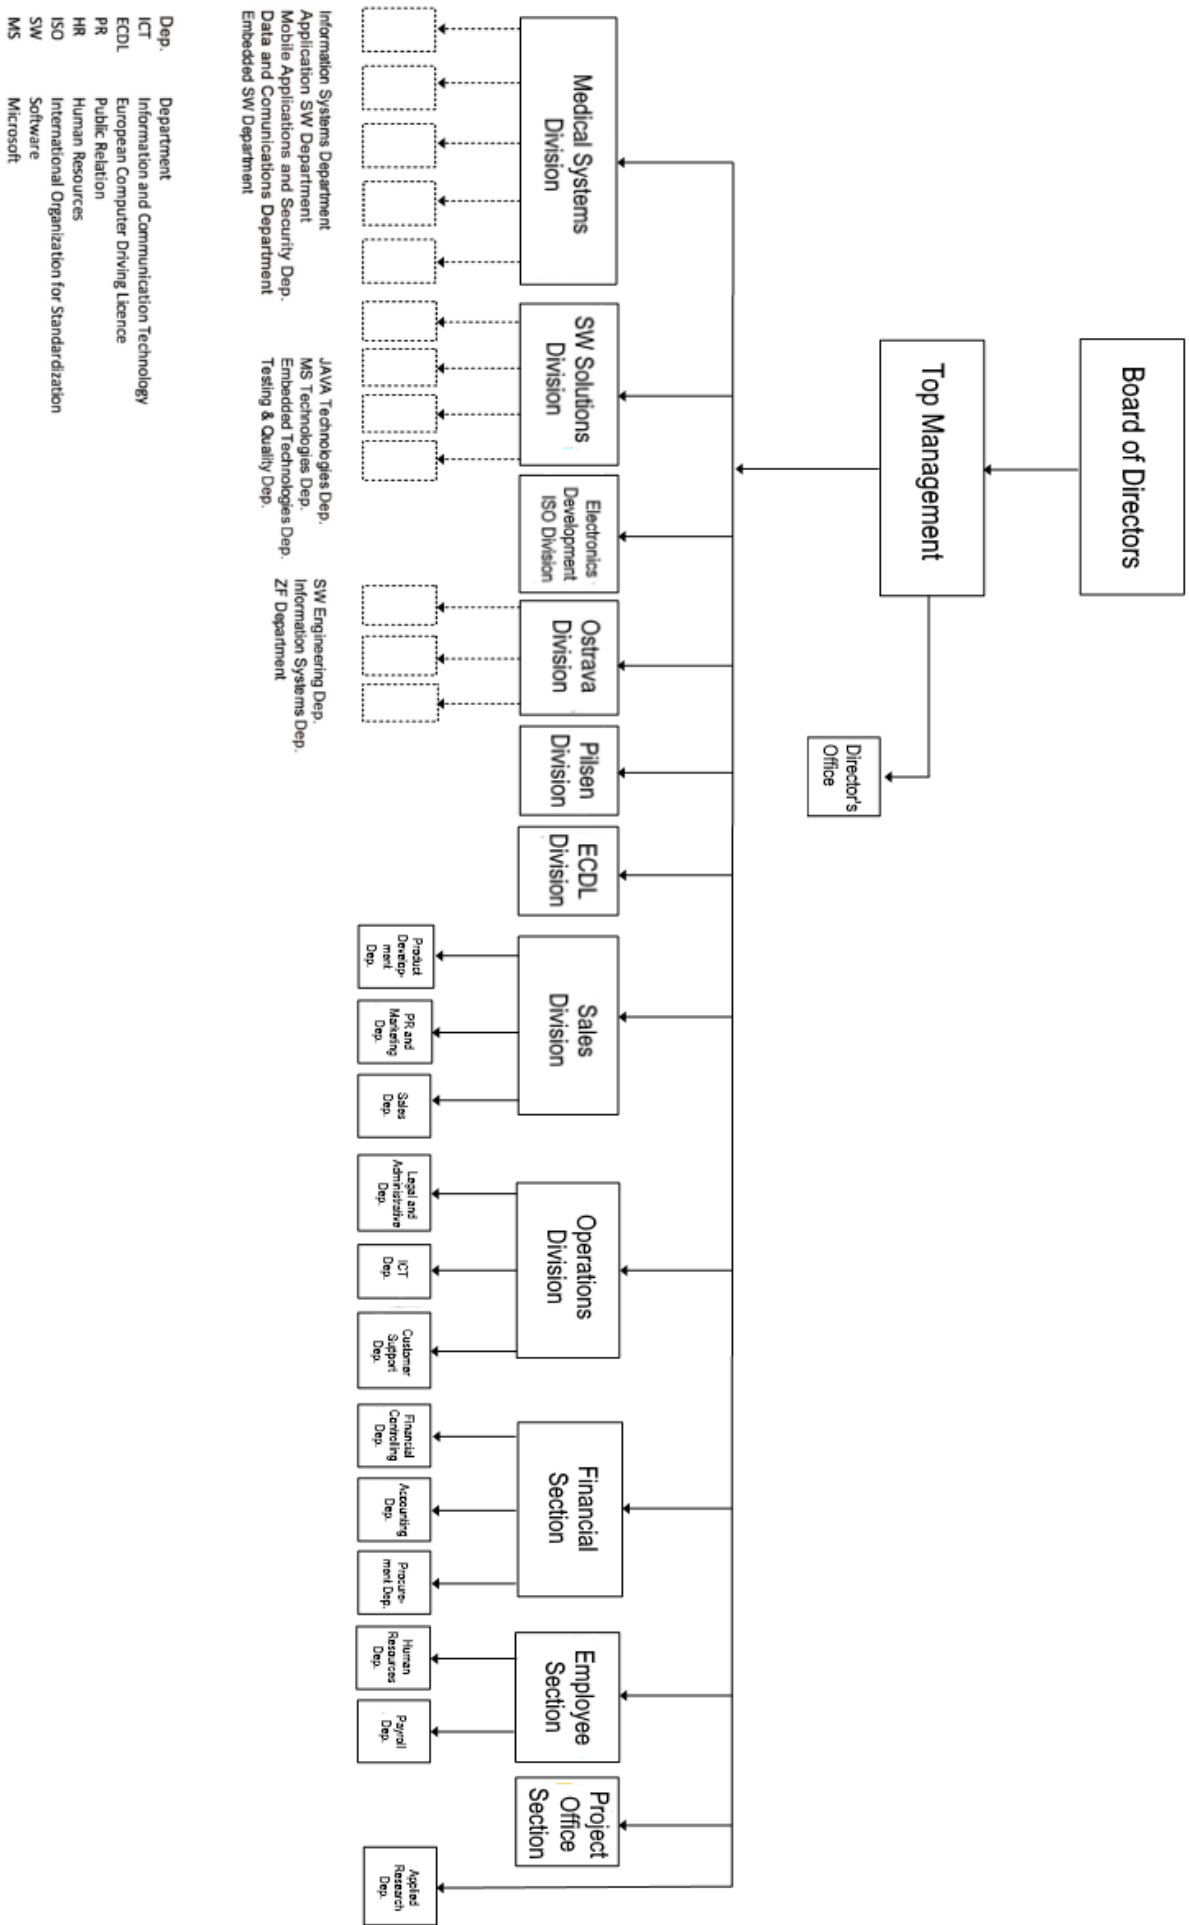 Board of Directors
Top Management
Director's
Office
Medical Systems
Division
SW Solutions
Division
Electronics
Development
ISO Division
Ostrava
Division
Pilsen
Division
ECDL
Division
Sales
Division
Operations
Division
Financial
Section
Employee
Section
Project
Office
Section
Product
Develop-
ment
Dep.
PR and
Marketing
Dep.
Sales
Dep.
Legal and
Administrative
Dep.
ICT
Dep.
Customer
Support
Dep.
Financial
Controlling
Dep.
Accounting
Dep.
Procure-
ment Dep.
Human
Resources
Dep.
Payroll
Dep.
Applied
Research
Dep.
Information Systems Department
Application SW Department
Mobile Applications and Security Dep.
Data and Comunications Department
Embedded SW Department
JAVA Technologies Dep.
MS Technologies Dep.
Embedded Technologies Dep.
Testing & Quality Dep.
SW Engineering Dep.
Information Systems Dep.
ZF Department
Dep. Department
ICT Information and Communication Technology
ECDL European Computer Driving Licence
PR Public Relation
HR Human Resources
ISO International Organization for Standardization
SW Software
MS Microsoft